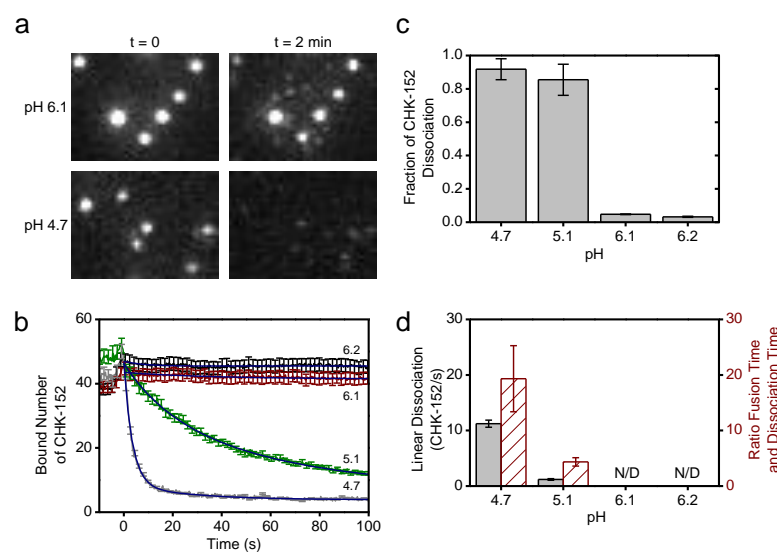 a
t = 0
t = 2 min
pH 6.1
pH 4.7
b
60
40
20
0
Bound Number
of CHK-152
6.2
6.1
5.1
4.7
0
20
40
60
80
100
Time (s)
c
1.0
0.8
0.6
0.4
0.2
0.0
Fraction of CHK-152
Dissociation
4.7
5.1
6.1
6.2
pH
d
30
20
10
0
Linear Dissociation
(CHK-152/s)
N/D
N/D
4.7
5.1
6.1
6.2
pH
30
20
10
0
Ratio Fusion Time
and Dissociation Time